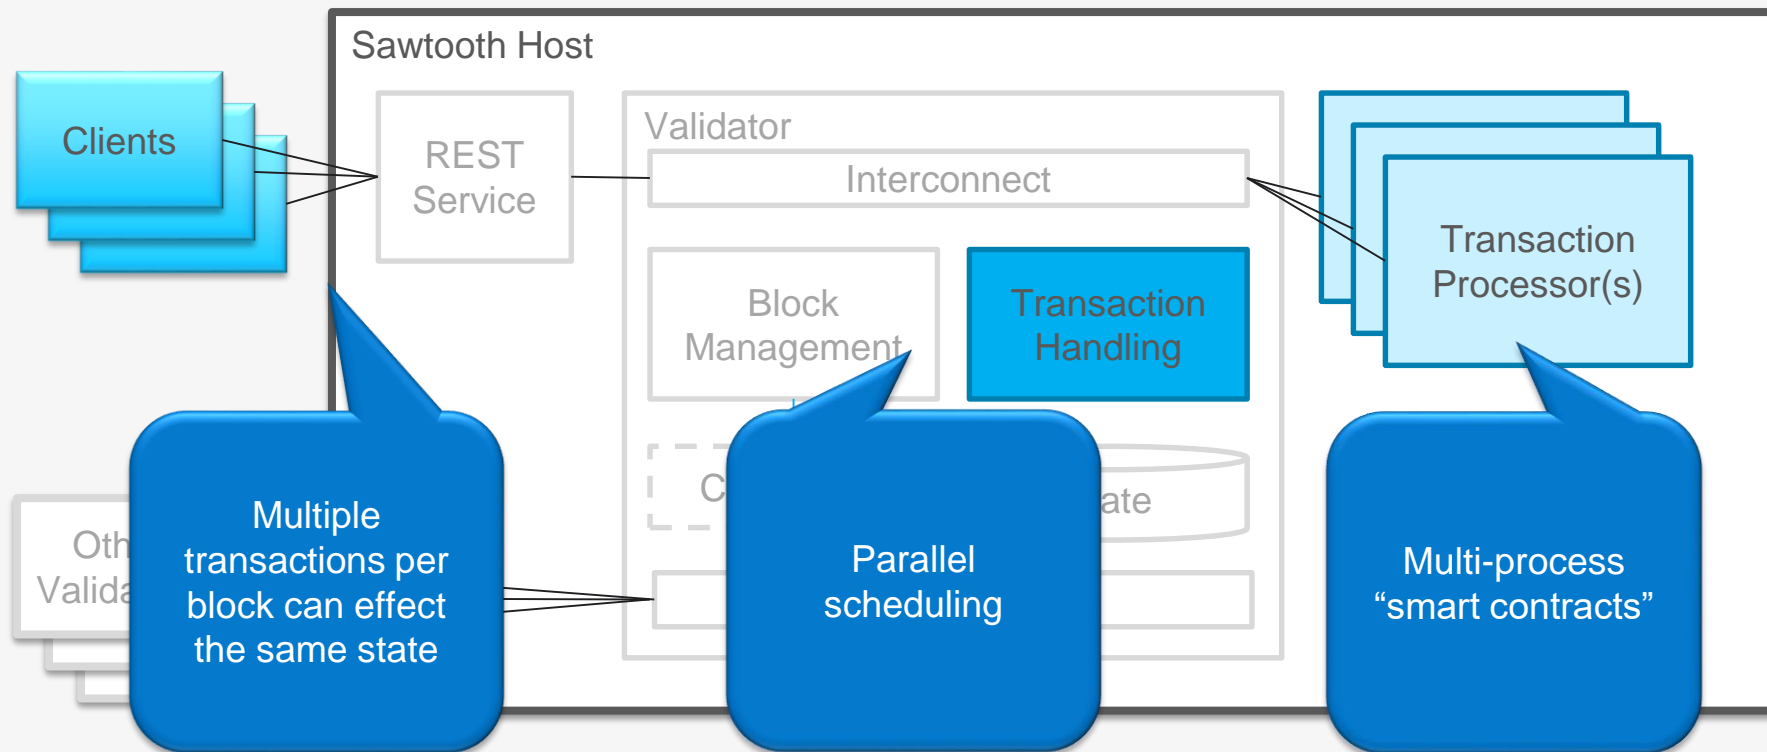 Sawtooth Host
Clients
REST
Service
Validator
Interconnect
Transaction
Processor(s)
Block
Management
Transaction
Handling
Multiple
transactions per
block can effect
the same state
Parallel
scheduling
Multi-process
“smart contracts”